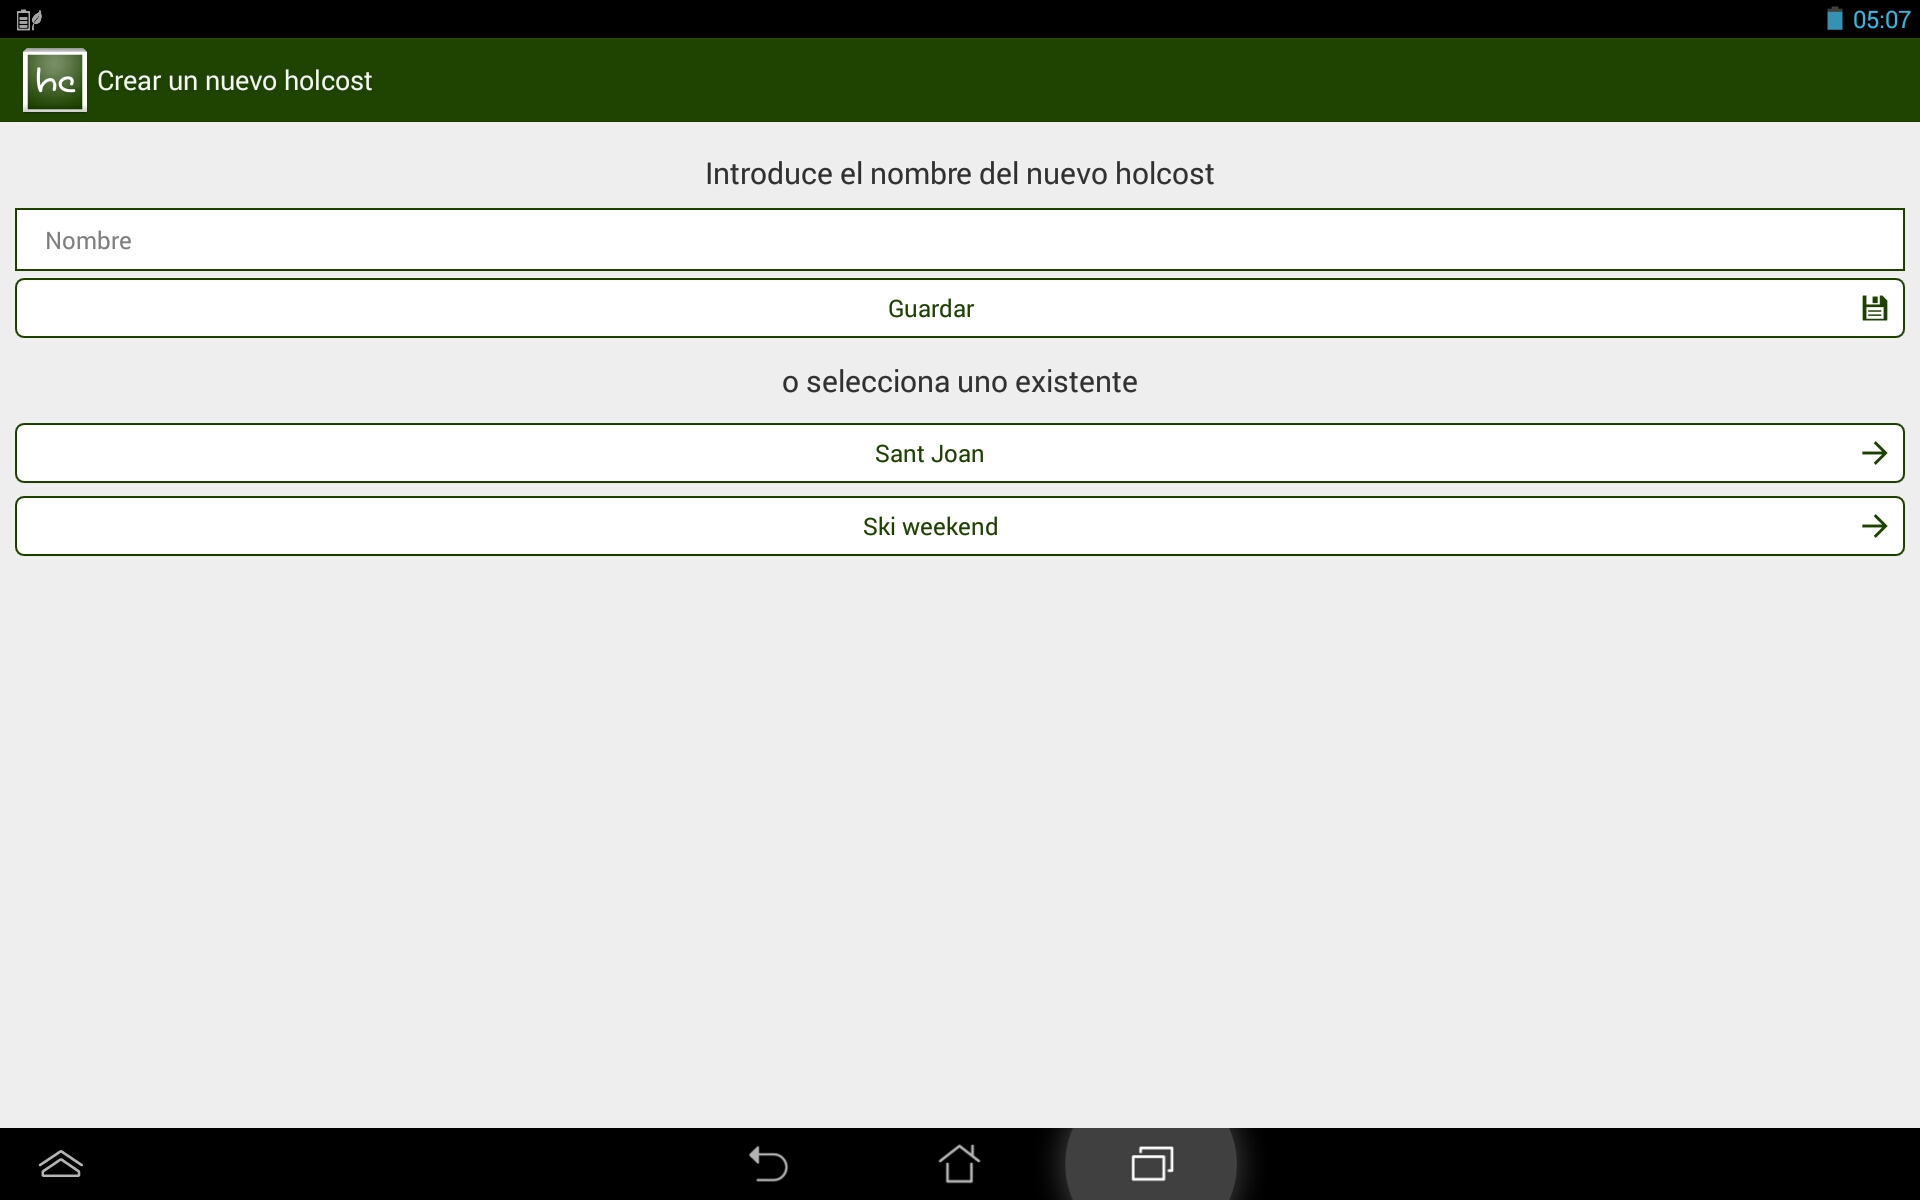 05:07
hc Crear un nuevo holcost
Introduce el nombre del nuevo holcost
Nombre
Guardar
o selecciona uno existente
Sant Joan
Ski weekend